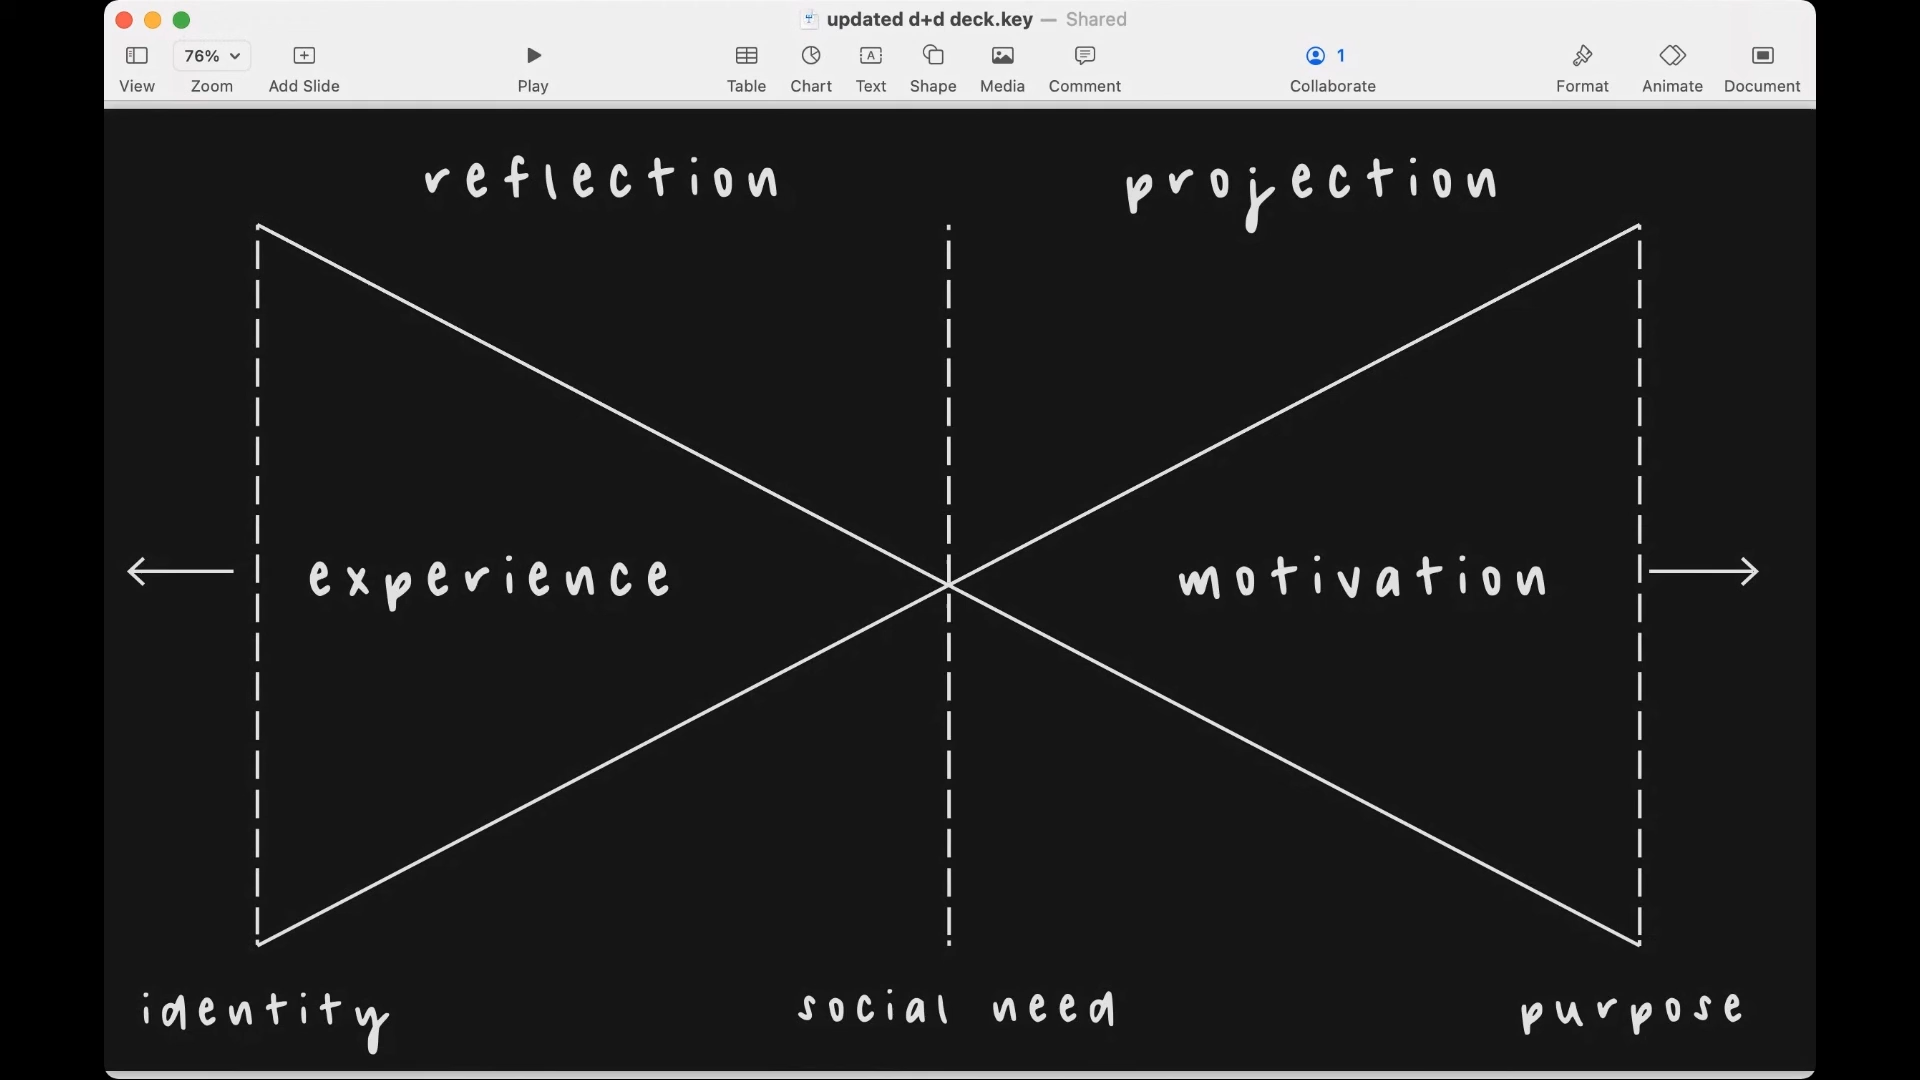 updated d+d deck.key — Shared
76% 1
View Zoom Add Slide Play Table Chart Text Shape Media Comment Collaborate Format Animate Document
reflection projection
experience motivation
identity social need purpose